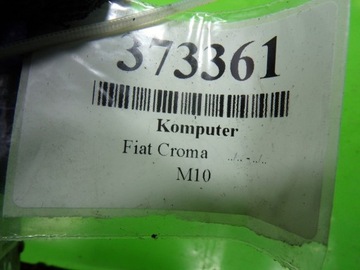 373361
Komputer
Fiat Croma ../.. - ../..
M10